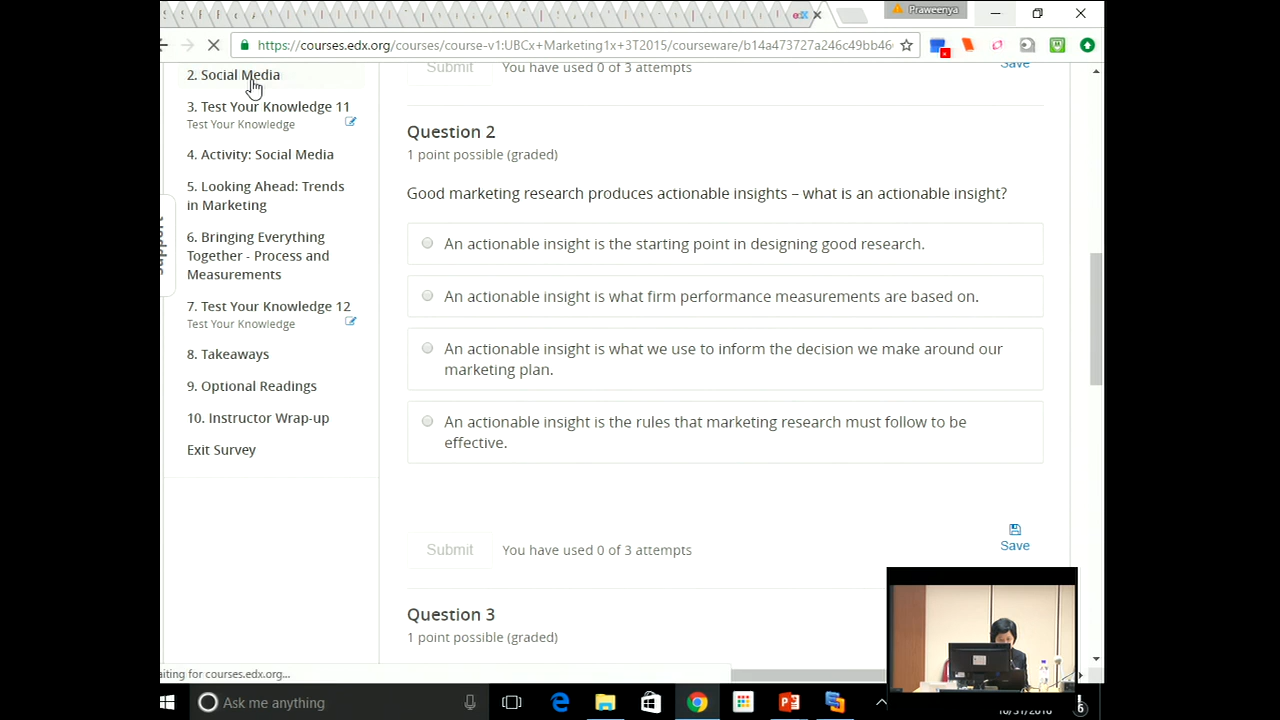 edX
Praweenya
https://courses.edx.org/courses/course-v1:UBCx+Marketing1x+3T2015/courseware/b14a473727a246c49bb46
2. Social Media
3. Test Your Knowledge 11
Test Your Knowledge
4. Activity: Social Media
5. Looking Ahead: Trends
in Marketing
6. Bringing Everything
Together - Process and
Measurements
7. Test Your Knowledge 12
Test Your Knowledge
8. Takeaways
9. Optional Readings
10. Instructor Wrap-up
Exit Survey
Support
Submit
You have used 0 of 3 attempts
Save
Question 2
1 point possible (graded)
Good marketing research produces actionable insights – what is an actionable insight?
An actionable insight is the starting point in designing good research.
An actionable insight is what firm performance measurements are based on.
An actionable insight is what we use to inform the decision we make around our
marketing plan.
An actionable insight is the rules that marketing research must follow to be
effective.
Submit
You have used 0 of 3 attempts
Save
Question 3
1 point possible (graded)
aiting for courses.edx.org...
Ask me anything